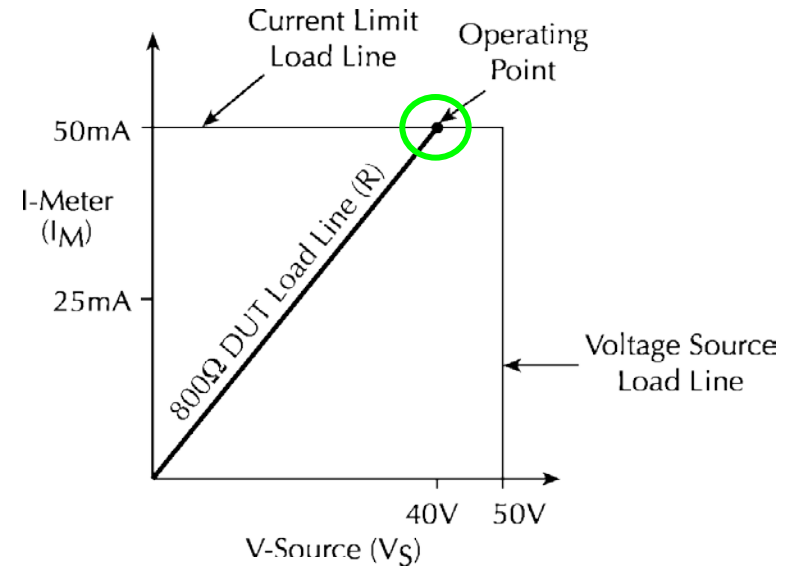 Current Limit
Load Line
Operating
Point
50mA
I-Meter
(IM)
800Ω DUT Load Line (R)
25mA
Voltage Source
Load Line
40V
50V
V-Source (VS)